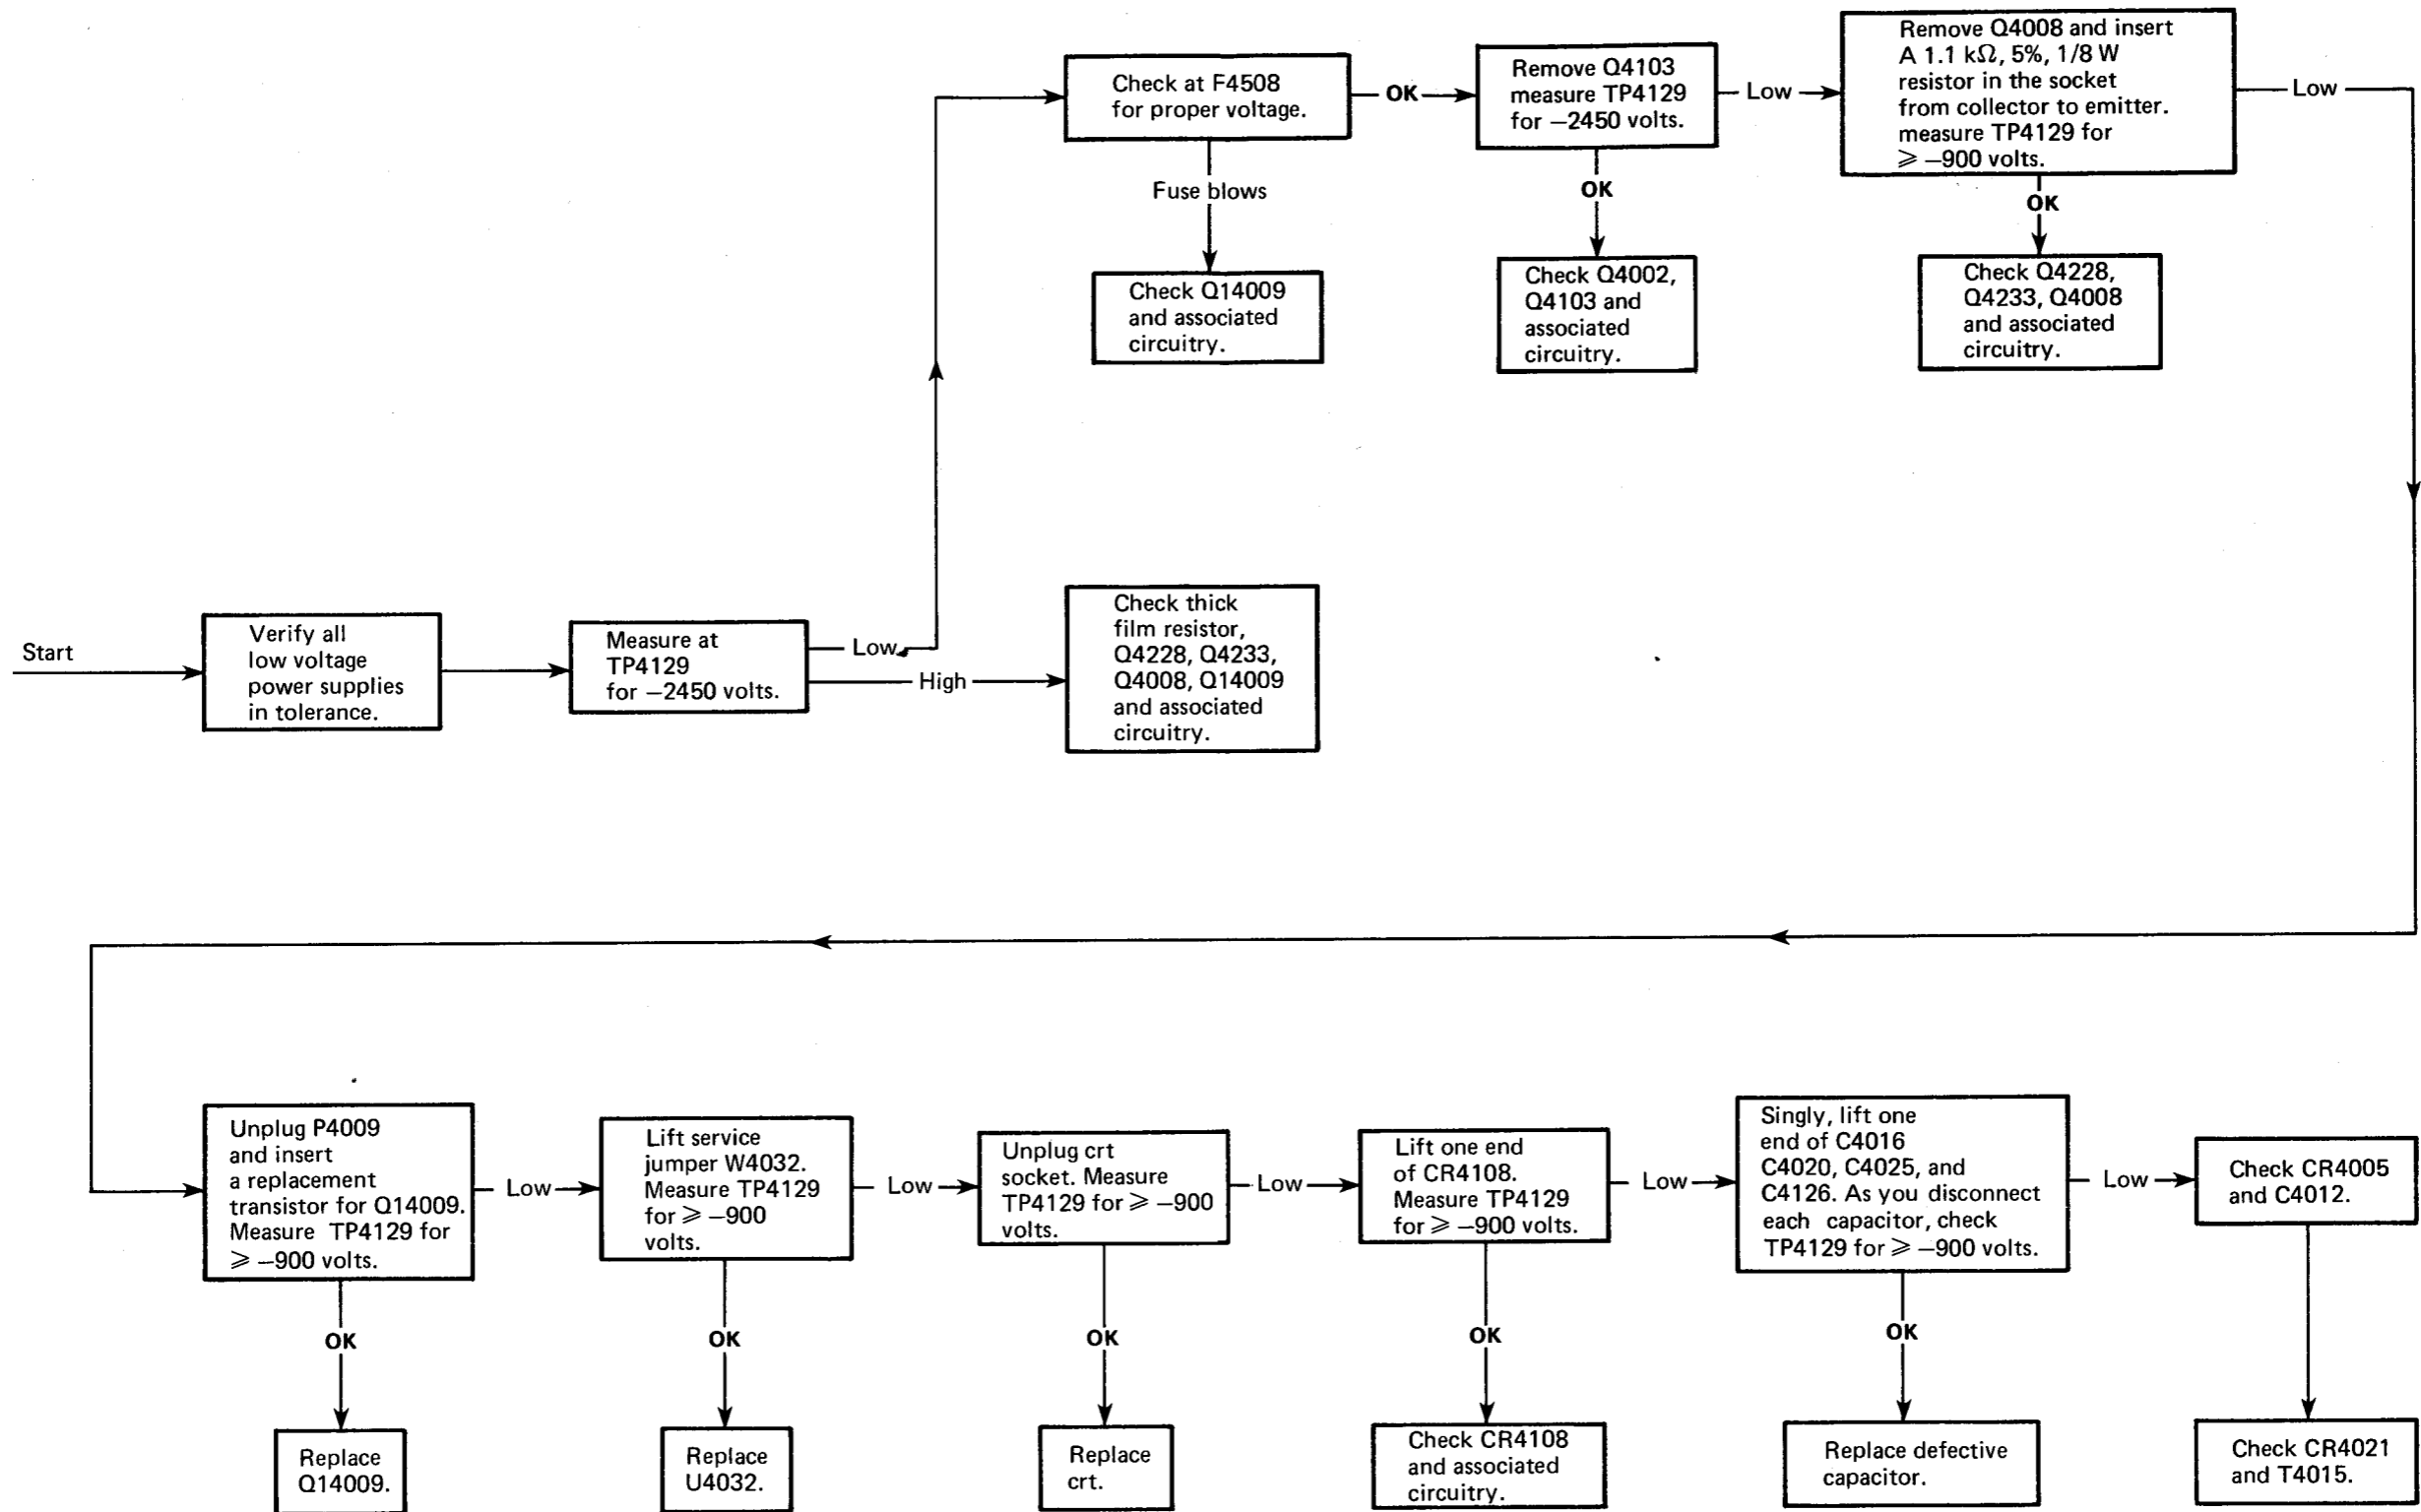 Remove Q4008 and insert
A 1.1 kΩ, 5%, 1/8 W
resistor in the socket
from collector to emitter.
measure TP4129 for
⩾ −900 volts.
Check at F4508
for proper voltage.
Remove Q4103
measure TP4129
for −2450 volts.
OK
Low
Low
Fuse blows
OK
OK
Check Q14009
and associated
circuitry.
Check Q4002,
Q4103 and
associated
circuitry.
Check Q4228,
Q4233, Q4008
and associated
circuitry.
Start
Verify all
low voltage
power supplies
in tolerance.
Measure at
TP4129
for −2450 volts.
Low
High
Check thick
film resistor,
Q4228, Q4233,
Q4008, Q14009
and associated
circuitry.
Unplug P4009
and insert
a replacement
transistor for Q14009.
Measure TP4129 for
⩾ −900 volts.
Low
Lift service
jumper W4032.
Measure TP4129
for ⩾ −900
volts.
Low
Unplug crt
socket. Measure
TP4129 for ⩾ −900
volts.
Low
Lift one end
of CR4108.
Measure TP4129
for ⩾ −900 volts.
Low
Singly, lift one
end of C4016
C4020, C4025, and
C4126. As you disconnect
each capacitor, check
TP4129 for ⩾ −900 volts.
Low
Check CR4005
and C4012.
OK
OK
OK
OK
OK
Replace
Q14009.
Replace
U4032.
Replace
crt.
Check CR4108
and associated
circuitry.
Replace defective
capacitor.
Check CR4021
and T4015.